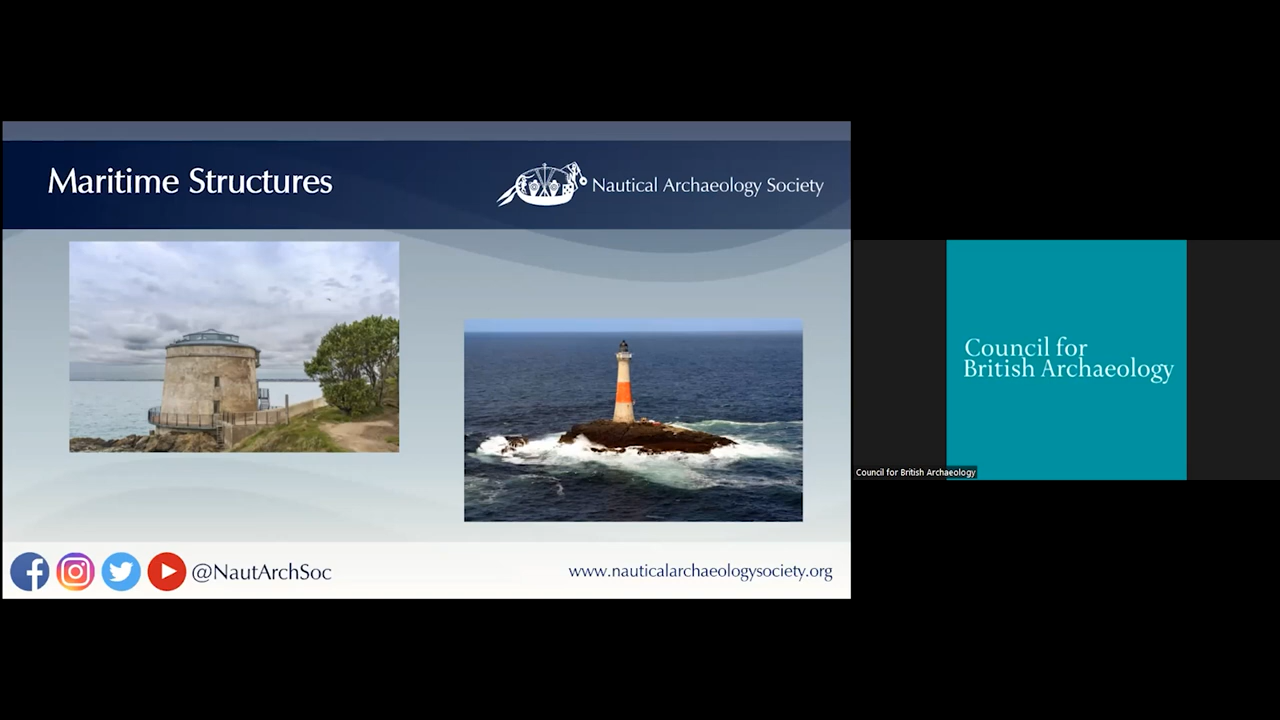 Maritime Structures
Nautical Archaeology Society
@NautArchSoc
www.nauticalarchaeologysociety.org
Council for
British Archaeology
Council for British Archaeology